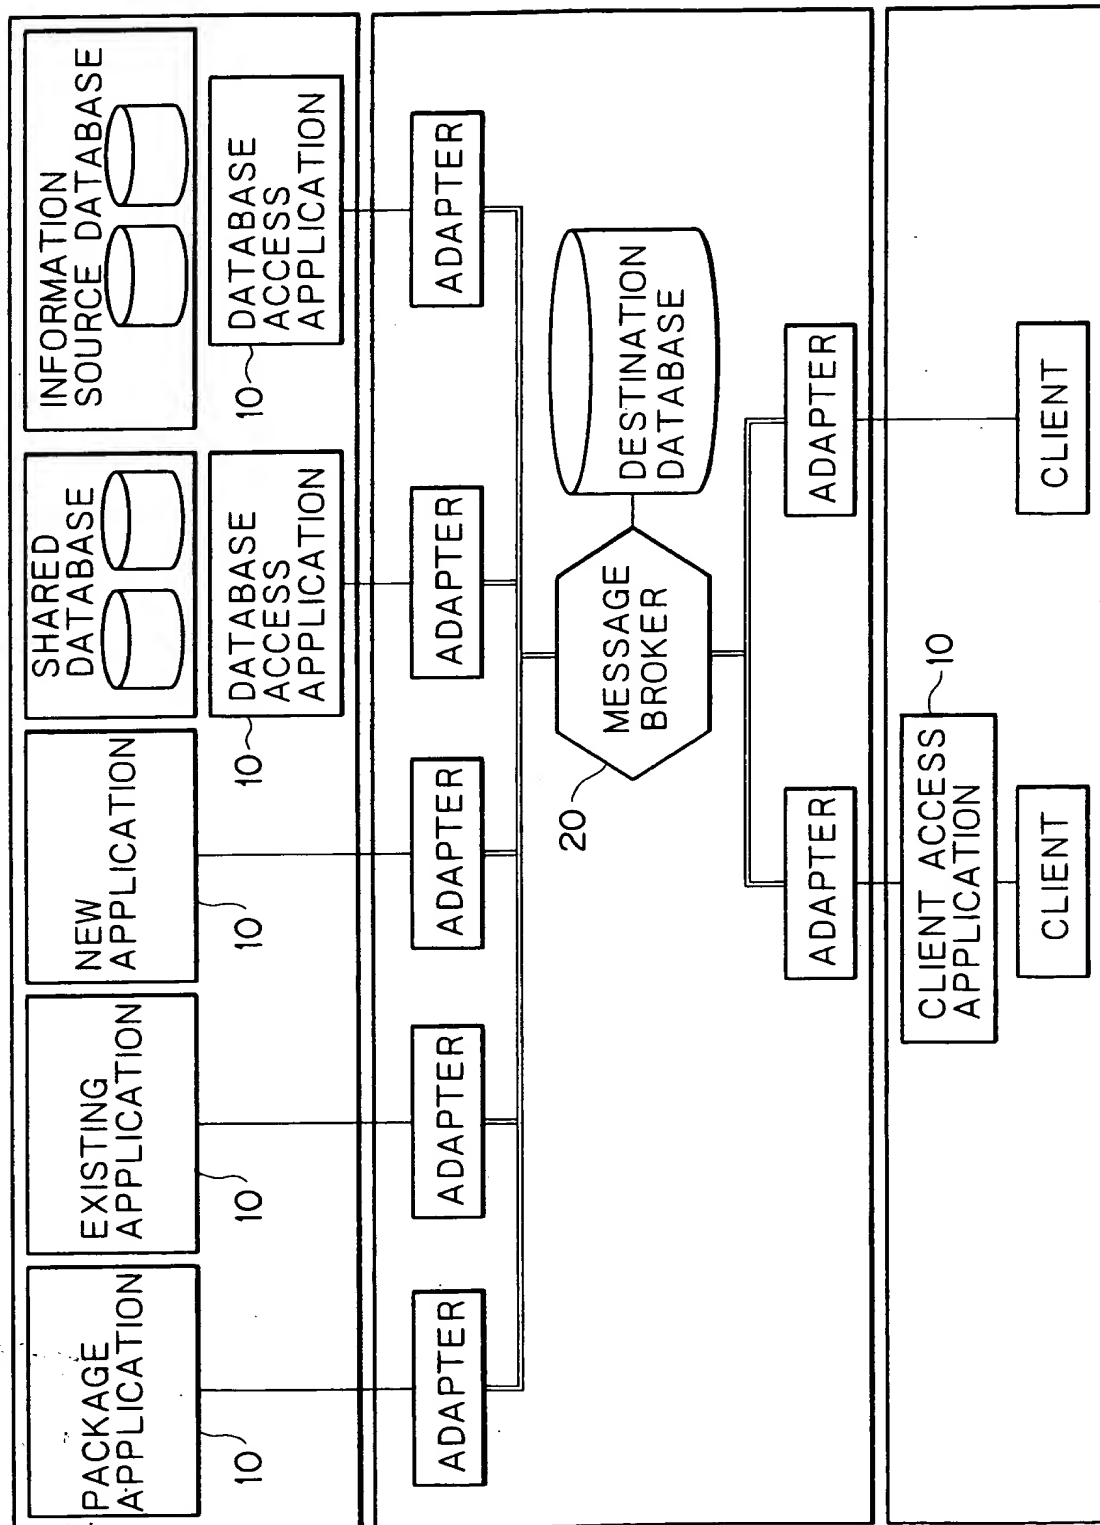 PACKAGE
APPLICATION
10
EXISTING
APPLICATION
10
NEW
APPLICATION
10
SHARED
DATABASE
DATABASE
ACCESS
APPLICATION
10
INFORMATION
SOURCE DATABASE
DATABASE
ACCESS
APPLICATION
10
ADAPTER
ADAPTER
ADAPTER
ADAPTER
ADAPTER
MESSAGE
BROKER
20
DESTINATION
DATABASE
ADAPTER
ADAPTER
CLIENT ACCESS
APPLICATION
10
CLIENT
CLIENT